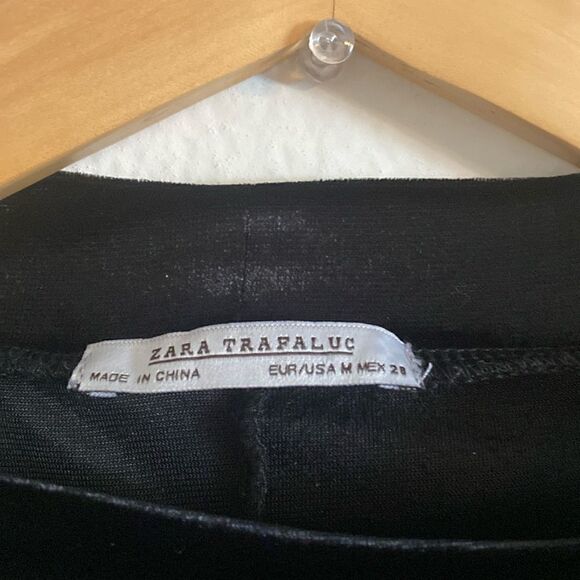 ZARA TRAFALUC
MADE IN CHINA EUR/USA M MEX 28